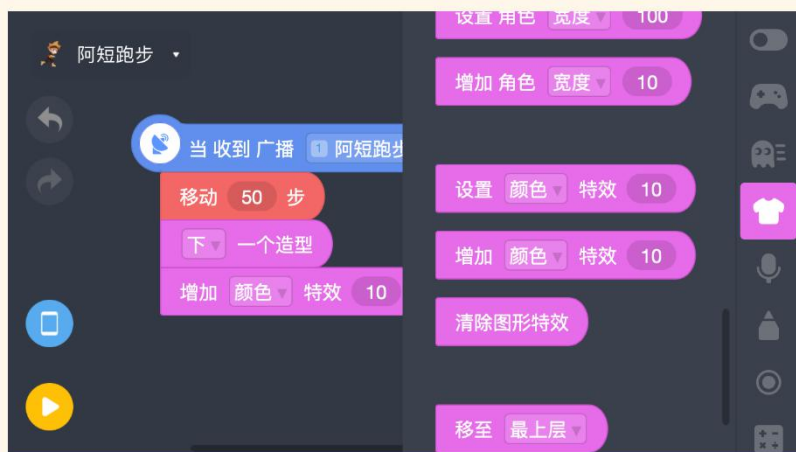 阿短跑步
当 收到 广播 1 阿短跑步
移动 50 步
下 一个造型
增加 颜色 特效 10
设置 角色 宽度 100
增加 角色 宽度 10
设置 颜色 特效 10
增加 颜色 特效 10
清除图形特效
移至 最上层